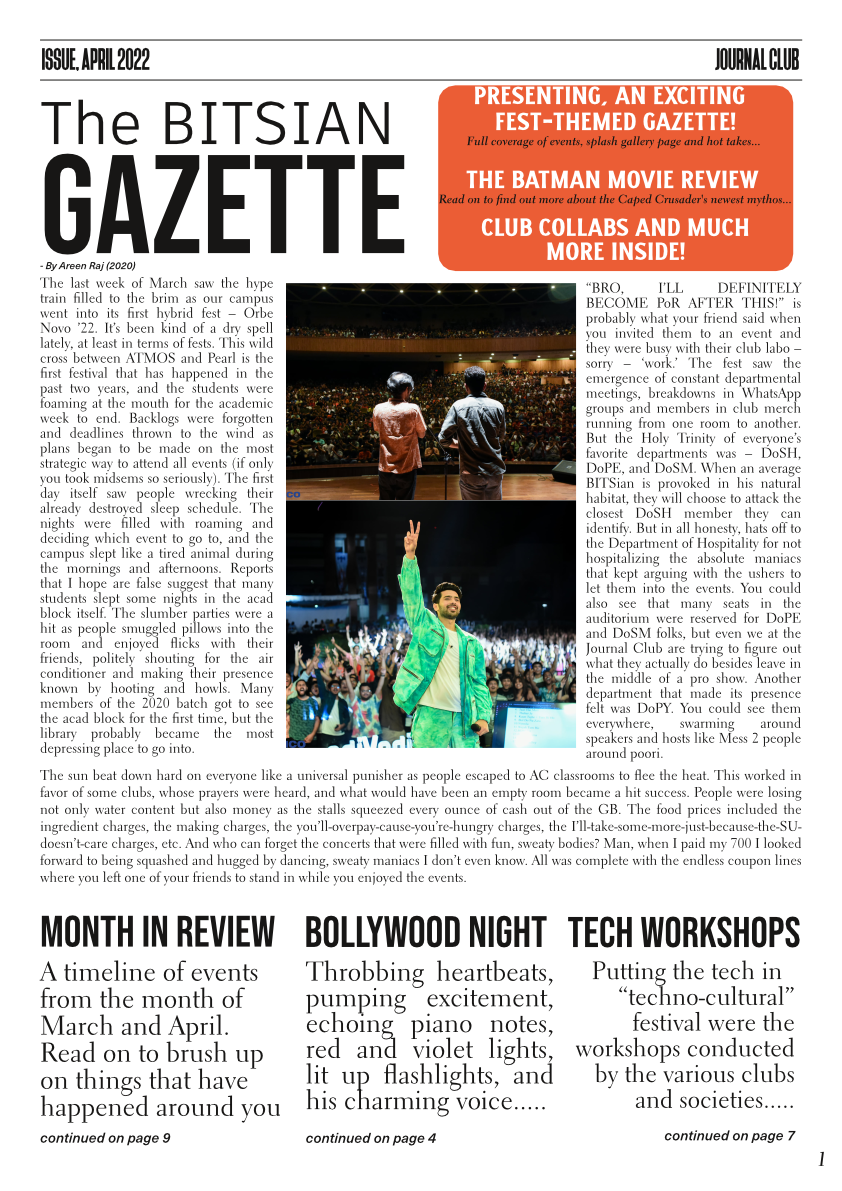 ISSUE, APRIL 2022
JOURNAL CLUB
The BITSIAN
GAZETTE
PRESENTING, AN EXCITING
FEST-THEMED GAZETTE!
Full coverage of events, splash gallery page and hot takes...
THE BATMAN MOVIE REVIEW
Read on to find out more about the Caped Crusader's newest mythos...
CLUB COLLABS AND MUCH
MORE INSIDE!
- By Areen Raj (2020)
The last week of March saw the hype
train filled to the brim as our campus
went into its first hybrid fest – Orbe
Novo ’22. It’s been kind of a dry spell
lately, at least in terms of fests. This wild
cross between ATMOS and Pearl is the
first festival that has happened in the
past two years, and the students were
foaming at the mouth for the academic
week to end. Backlogs were forgotten
and deadlines thrown to the wind as
plans began to be made on the most
strategic way to attend all events (if only
you took midsems so seriously). The first
day itself saw people wrecking their
already destroyed sleep schedule. The
nights were filled with roaming and
deciding which event to go to, and the
campus slept like a tired animal during
the mornings and afternoons. Reports
that I hope are false suggest that many
students slept some nights in the acad
block itself. The slumber parties were a
hit as people smuggled pillows into the
room and enjoyed flicks with their
friends, politely shouting for the air
conditioner and making their presence
known by hooting and howls. Many
members of the 2020 batch got to see
the acad block for the first time, but the
library probably became the most
depressing place to go into.
“BRO, I’LL DEFINITELY
BECOME PoR AFTER THIS!” is
probably what your friend said when
you invited them to an event and
they were busy with their club labo –
sorry – ‘work.’ The fest saw the
emergence of constant departmental
meetings, breakdowns in WhatsApp
groups and members in club merch
running from one room to another.
But the Holy Trinity of everyone’s
favorite departments was – DoSH,
DoPE, and DoSM. When an average
BITSian is provoked in his natural
habitat, they will choose to attack the
closest DoSH member they can
identify. But in all honesty, hats off to
the Department of Hospitality for not
hospitalizing the absolute maniacs
that kept arguing with the ushers to
let them into the events. You could
also see that many seats in the
auditorium were reserved for DoPE
and DoSM folks, but even we at the
Journal Club are trying to figure out
what they actually do besides leave in
the middle of a pro show. Another
department that made its presence
felt was DoPY. You could see them
everywhere, swarming around
speakers and hosts like Mess 2 people
around poori.
The sun beat down hard on everyone like a universal punisher as people escaped to AC classrooms to flee the heat. This worked in
favor of some clubs, whose prayers were heard, and what would have been an empty room became a hit success. People were losing
not only water content but also money as the stalls squeezed every ounce of cash out of the GB. The food prices included the
ingredient charges, the making charges, the you’ll-overpay-cause-you’re-hungry charges, the I’ll-take-some-more-just-because-the-SU-
doesn’t-care charges, etc. And who can forget the concerts that were filled with fun, sweaty bodies? Man, when I paid my 700 I looked
forward to being squashed and hugged by dancing, sweaty maniacs I don’t even know. All was complete with the endless coupon lines
where you left one of your friends to stand in while you enjoyed the events.
MONTH IN REVIEW
A timeline of events
from the month of
March and April.
Read on to brush up
on things that have
happened around you
continued on page 9
BOLLYWOOD NIGHT
Throbbing heartbeats,
pumping excitement,
echoing piano notes,
red and violet lights,
lit up flashlights, and
his charming voice.....
continued on page 4
TECH WORKSHOPS
Putting the tech in
“techno-cultural”
festival were the
workshops conducted
by the various clubs
and societies.....
continued on page 7
1